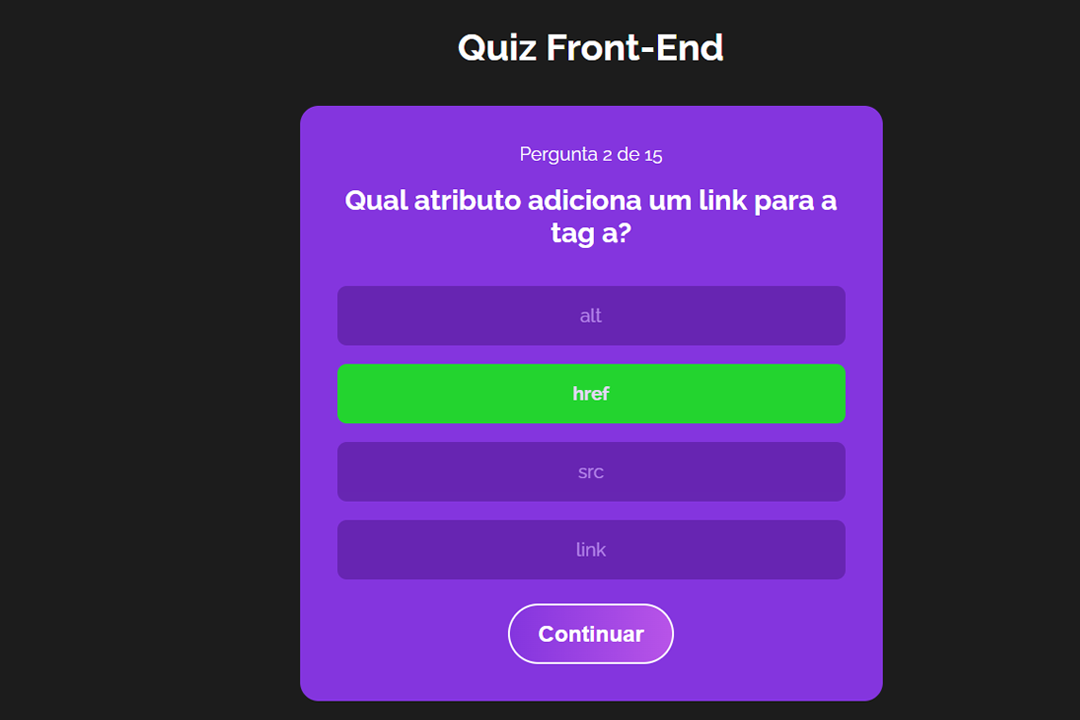 Quiz Front-End
Pergunta 2 de 15
Qual atributo adiciona um link para a
tag a?
alt
href
src
link
Continuar